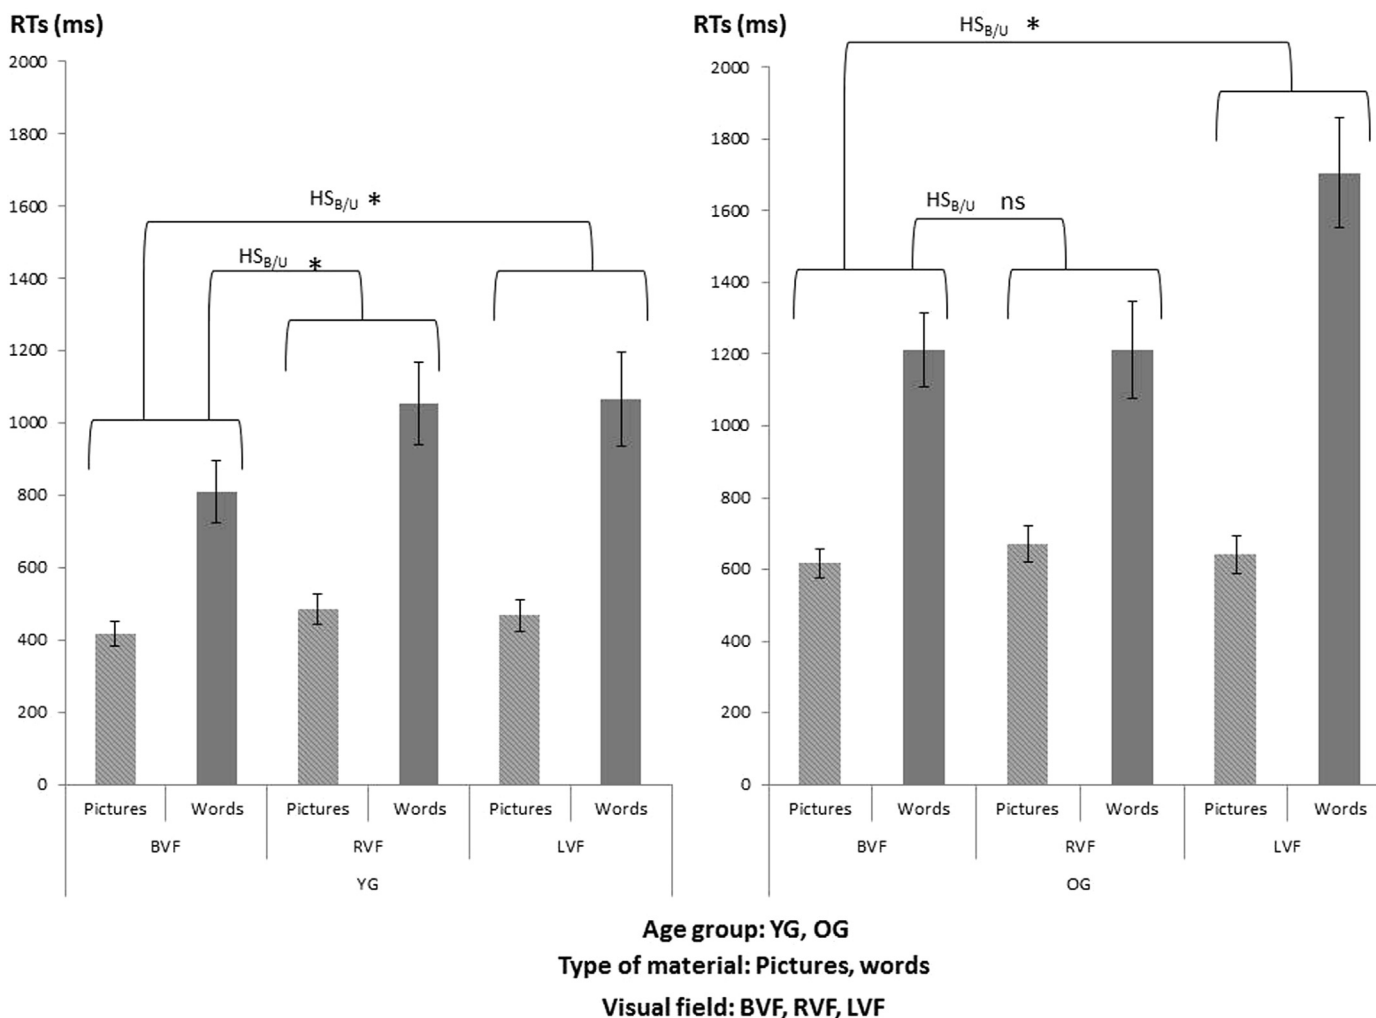 RTs (ms)
2000
1800
1600
1400
1200
1000
800
600
400
200
0
HSB/U *
HSB/U *
Pictures Words Pictures Words Pictures Words
BVF RVF LVF
YG
RTs (ms)
2000
1800
1600
1400
1200
1000
800
600
400
200
0
HSB/U *
HSB/U ns
Pictures Words Pictures Words Pictures Words
BVF RVF LVF
OG
Age group: YG, OG
Type of material: Pictures, words
Visual field: BVF, RVF, LVF